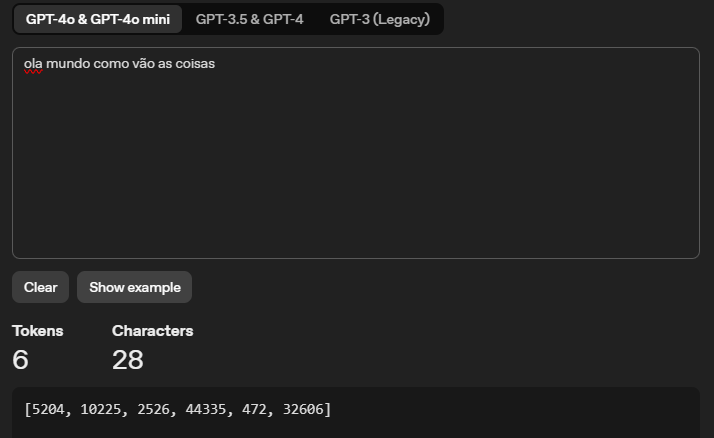 GPT-4o & GPT-4o mini GPT-3.5 & GPT-4 GPT-3 (Legacy)
ola mundo como vão as coisas
Clear Show example
Tokens Characters
6 28
[5204, 10225, 2526, 44335, 472, 32606]